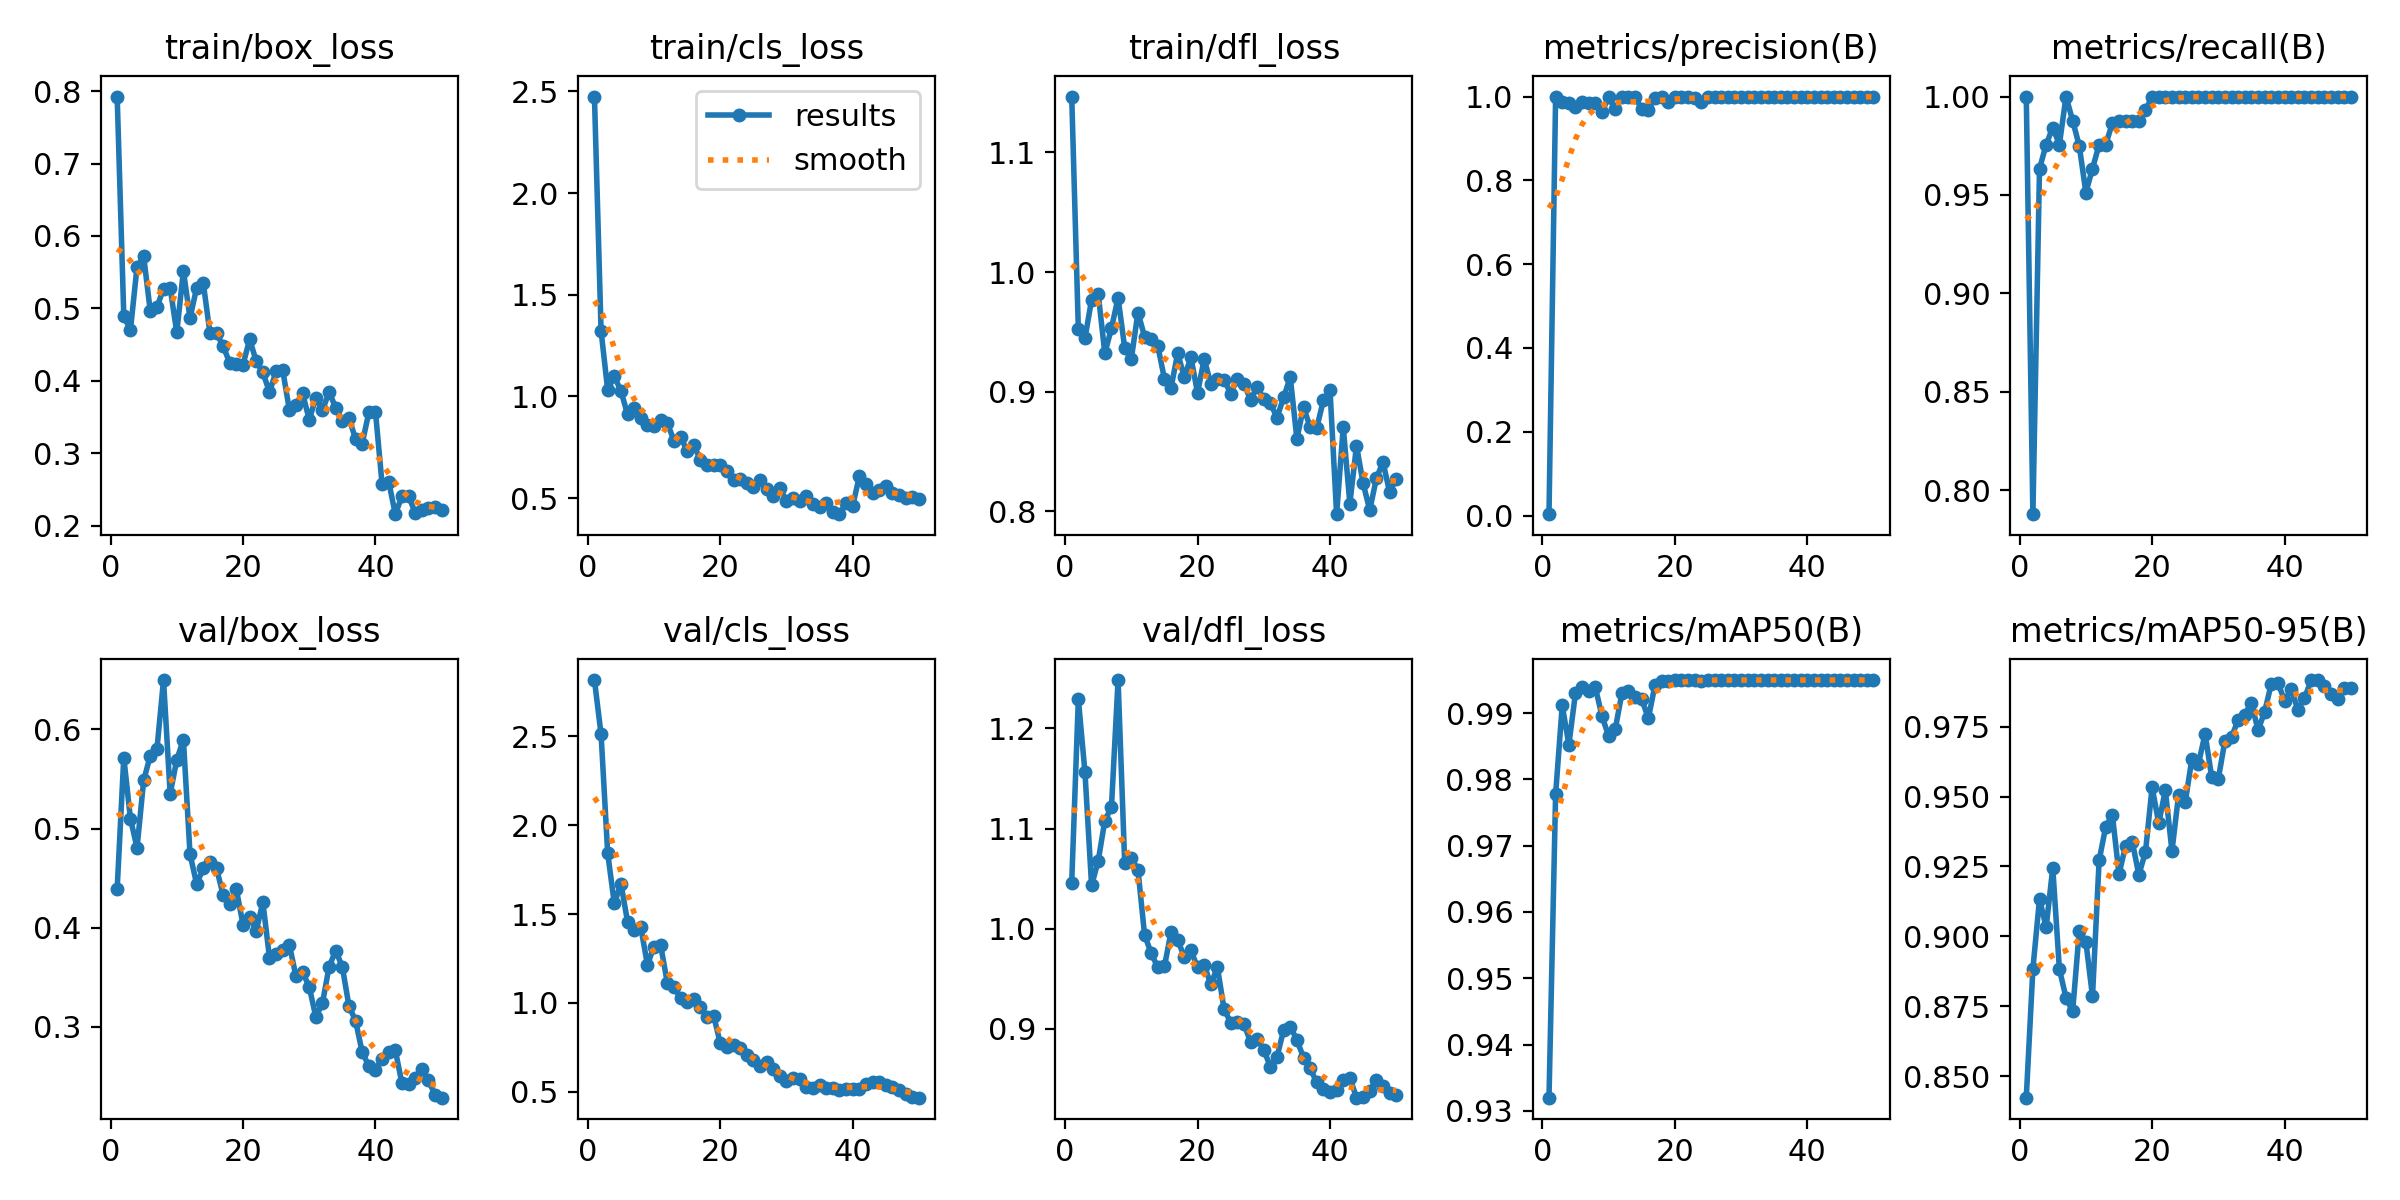 train/box_loss
0.8
0.7
0.6
0.5
0.4
0.3
0.2
0 20 40
train/cls_loss
results
smooth
2.5
2.0
1.5
1.0
0.5
0 20 40
train/dfl_loss
1.1
1.0
0.9
0.8
0 20 40
metrics/precision(B)
1.0
0.8
0.6
0.4
0.2
0.0
0 20 40
metrics/recall(B)
1.00
0.95
0.90
0.85
0.80
0 20 40
val/box_loss
0.6
0.5
0.4
0.3
0 20 40
val/cls_loss
2.5
2.0
1.5
1.0
0.5
0 20 40
val/dfl_loss
1.2
1.1
1.0
0.9
0 20 40
metrics/mAP50(B)
0.99
0.98
0.97
0.96
0.95
0.94
0.93
0 20 40
metrics/mAP50-95(B)
0.975
0.950
0.925
0.900
0.875
0.850
0 20 40